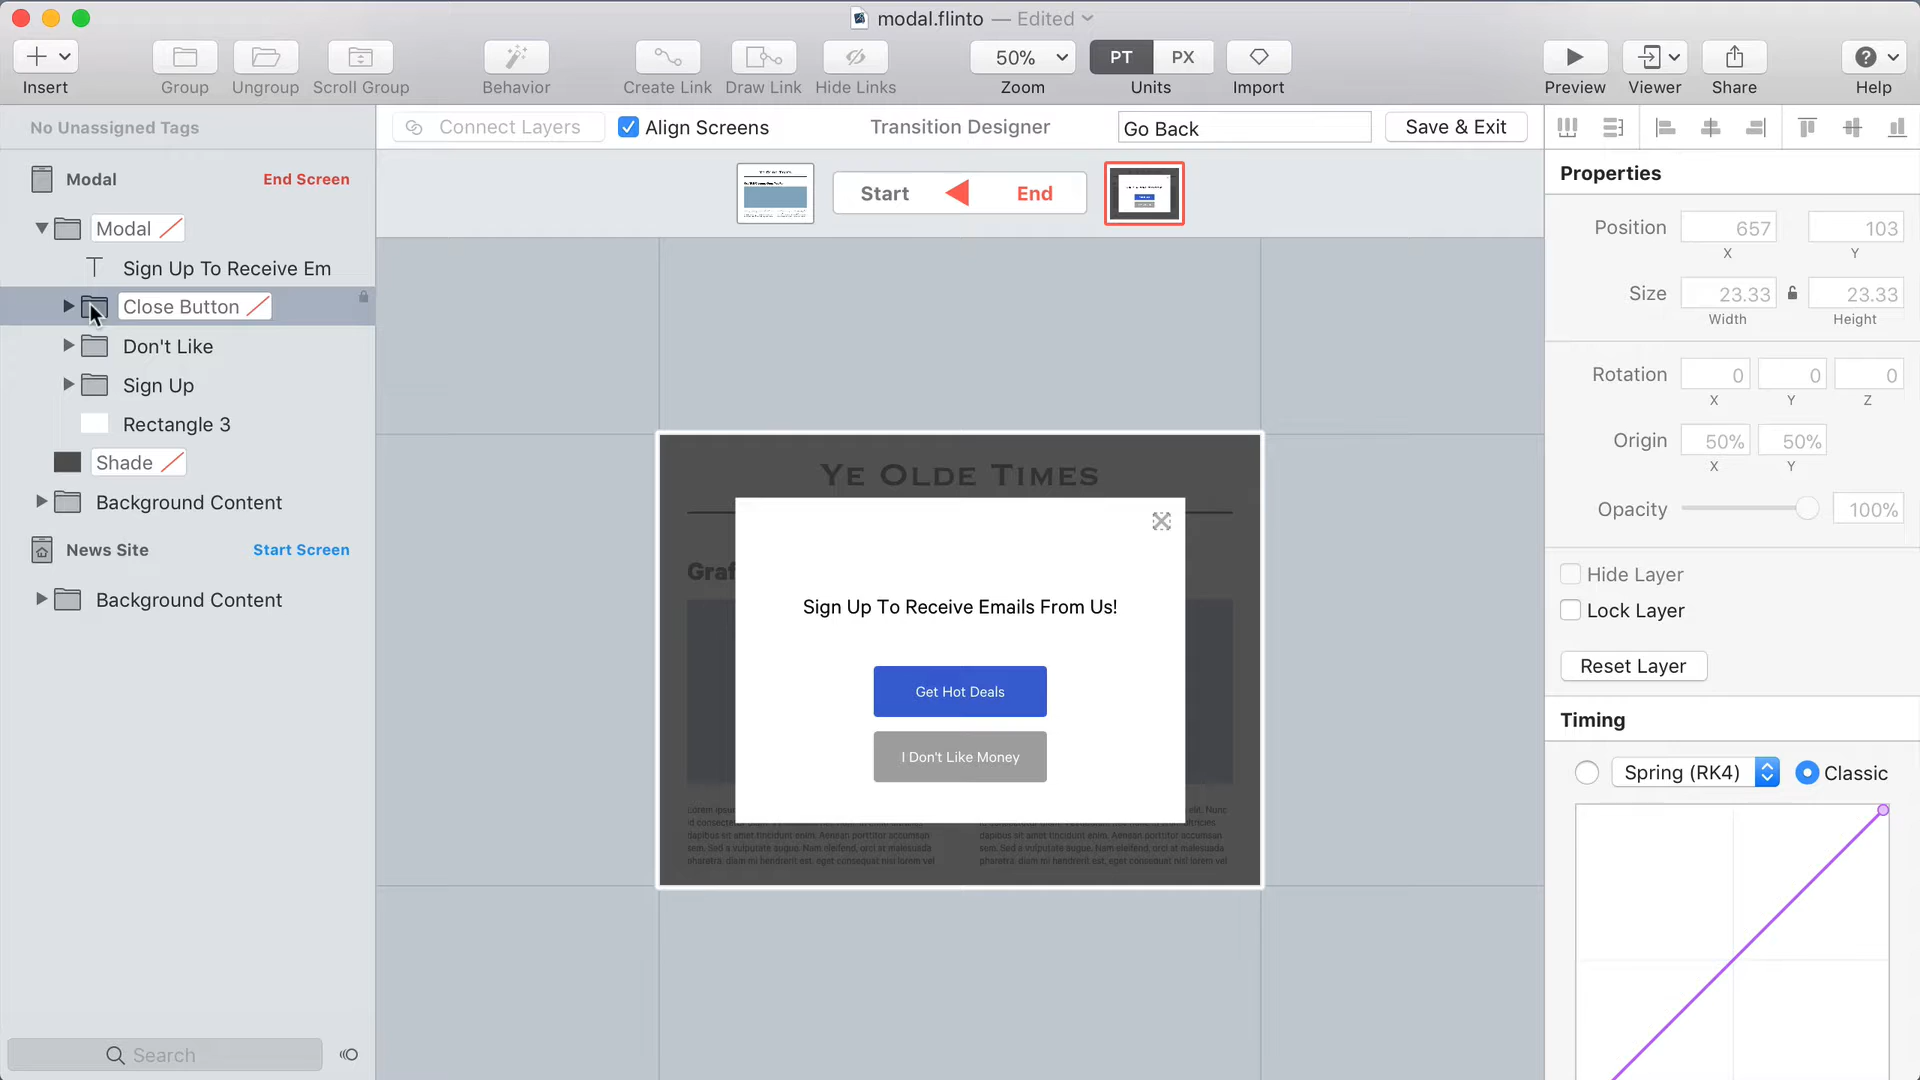 modal.flinto — Edited
Insert
Group
Ungroup
Scroll Group
Behavior
Create Link
Draw Link
Hide Links
50%
Zoom
PT
PX
Units
Import
Preview
Viewer
Share
Help
No Unassigned Tags
Connect Layers
Align Screens
Transition Designer
Go Back
Save & Exit
Modal
End Screen
Start
End
Modal
Sign Up To Receive Em
Close Button
Don't Like
Sign Up
Rectangle 3
Shade
Background Content
News Site
Start Screen
Background Content
Search
Ye Olde Times
Graf
Sign Up To Receive Emails From Us!
Get Hot Deals
I Don't Like Money
Properties
Position
657
103
X
Y
Size
23.33
23.33
Width
Height
Rotation
0
0
0
X
Y
Z
Origin
50%
50%
X
Y
Opacity
100%
Hide Layer
Lock Layer
Reset Layer
Timing
Spring (RK4)
Classic